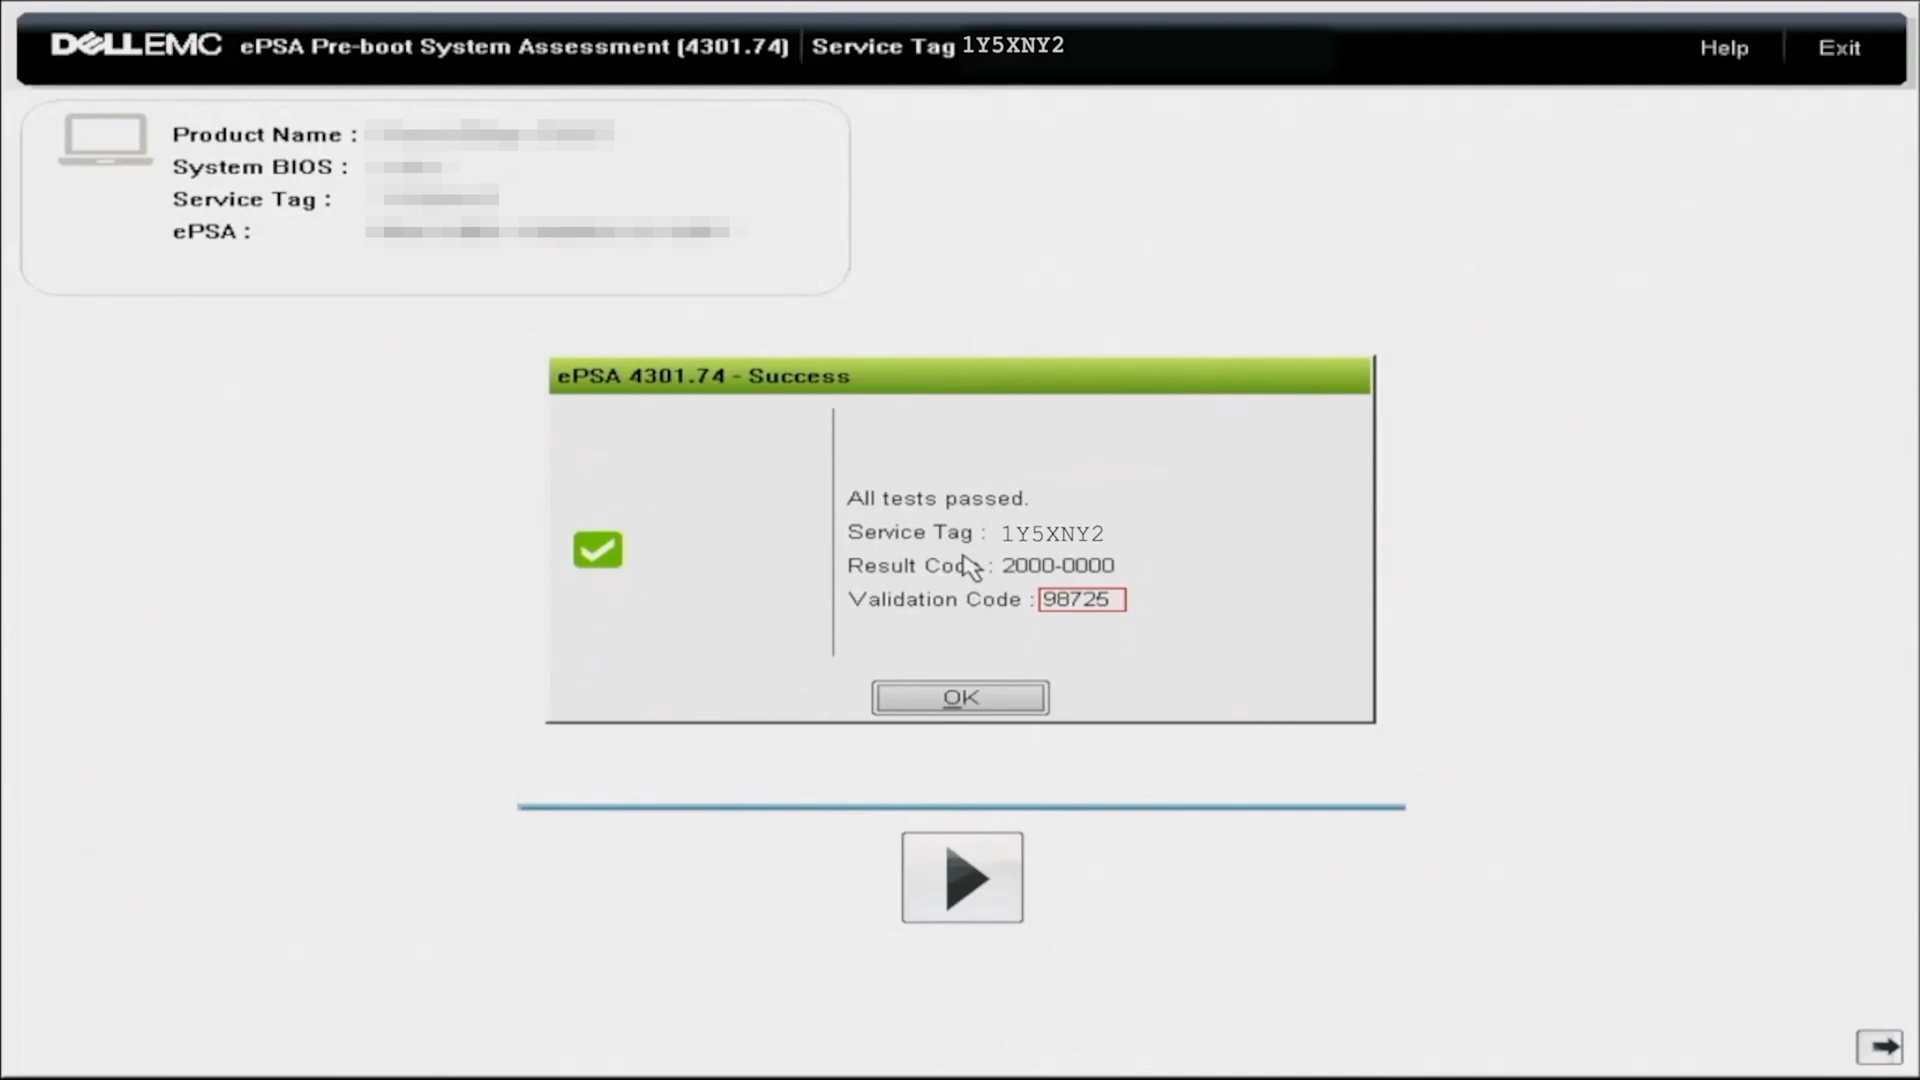 DELLEMC ePSA Pre-boot System Assessment (4301.74) Service Tag 1Y5XNY2 Help Exit
Product Name :
System BIOS :
Service Tag :
ePSA :
ePSA 4301.74 - Success
All tests passed.
Service Tag : 1Y5XNY2
Result Code : 2000-0000
Validation Code : 98725
OK